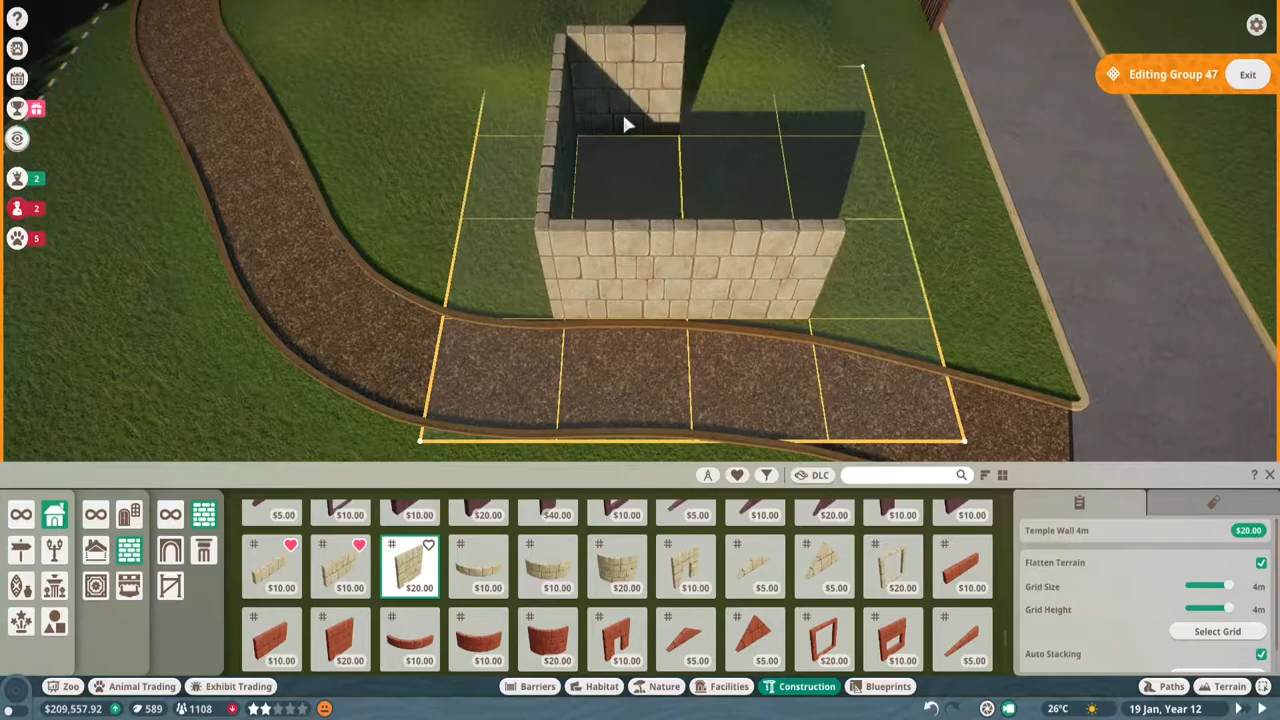 ?
Editing Group 47
Exit
2
2
5
DLC
?
$5.00 $10.00 $20.00 $40.00 $10.00 $5.00 $10.00 $5.00 $20.00 $10.00 $10.00
# $10.00 # $10.00 # $20.00 # $10.00 # $10.00 # $20.00 # $10.00 # $5.00 # $5.00 # $20.00 # $10.00
# $10.00 # $20.00 # $10.00 # $10.00 # $20.00 # $10.00 # $5.00 # $5.00 # $20.00 # $10.00 # $5.00
Temple Wall 4m $20.00
Flatten Terrain
Grid Size 4m
Grid Height 4m
Select Grid
Auto Stacking
Zoo Animal Trading Exhibit Trading Barriers Habitat Nature Facilities Construction Blueprints Paths Terrain
$209,557.92 589 1108 26°C 19 Jan, Year 12